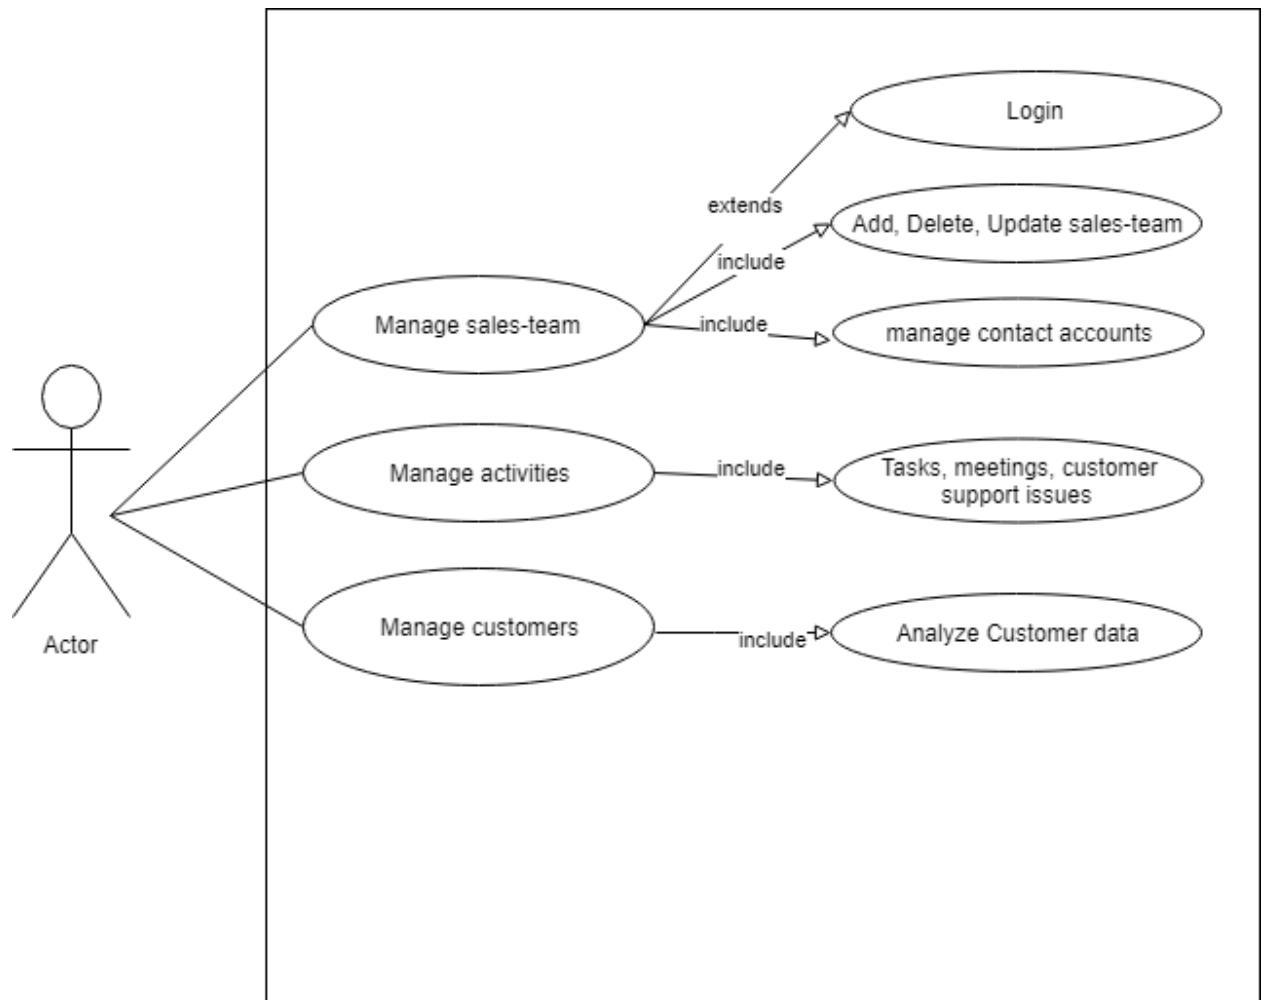 Login
extends
Add, Delete, Update sales-team
include
Manage sales-team
include
manage contact accounts
Manage activities
include
Tasks, meetings, customer
support issues
Manage customers
include
Analyze Customer data
Actor